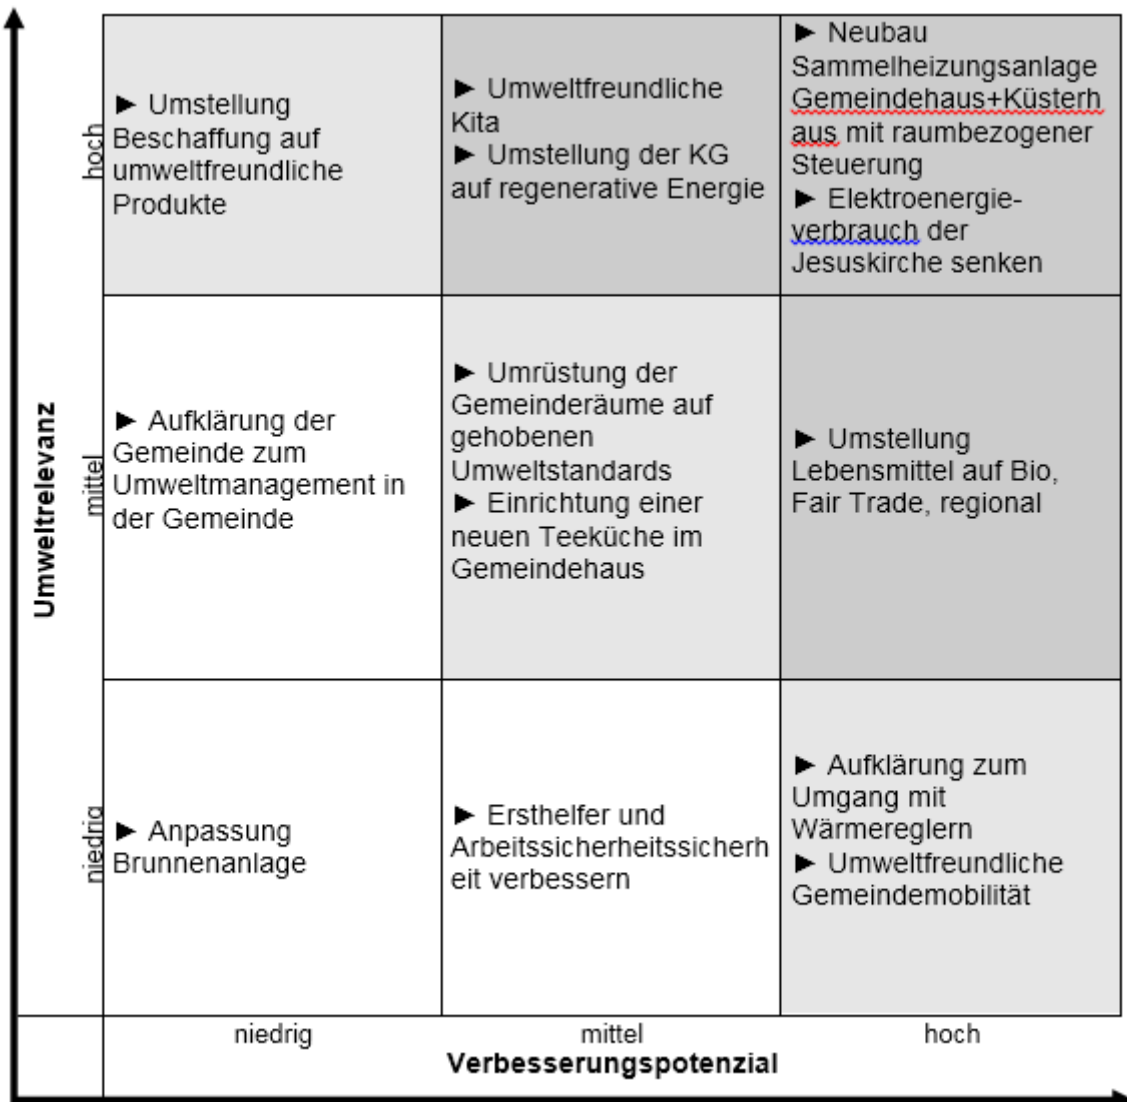 Umweltrelevanz
hoch
► Umstellung
Beschaffung auf
umweltfreundliche
Produkte
► Umweltfreundliche
Kita
► Umstellung der KG
auf regenerative Energie
► Neubau
Sammelheizungsanlage
Gemeindehaus+Küsterh
aus mit raumbezogener
Steuerung
► Elektroenergie-
verbrauch der
Jesuskirche senken
mittel
► Aufklärung der
Gemeinde zum
Umweltmanagement in
der Gemeinde
► Umrüstung der
Gemeinderäume auf
gehobenen
Umweltstandards
► Einrichtung einer
neuen Teeküche im
Gemeindehaus
► Umstellung
Lebensmittel auf Bio,
Fair Trade, regional
niedrig
► Anpassung
Brunnenanlage
► Ersthelfer und
Arbeitssicherheitssicherh
eit verbessern
► Aufklärung zum
Umgang mit
Wärmereglern
► Umweltfreundliche
Gemeindemobilität
niedrig
mittel
hoch
Verbesserungspotenzial